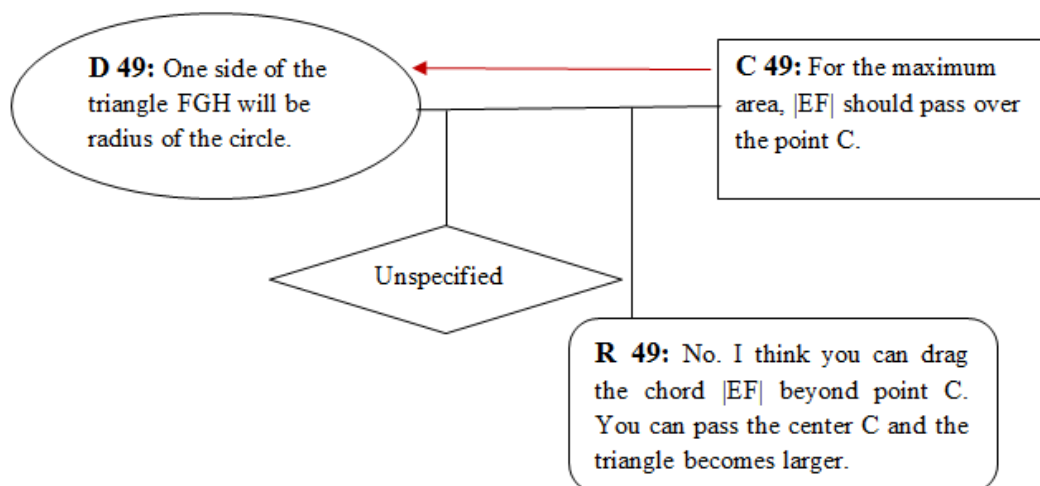 D 49: One side of the
triangle FGH will be
radius of the circle.
C 49: For the maximum
area, |EF| should pass over
the point C.
Unspecified
R 49: No. I think you can drag
the chord |EF| beyond point C.
You can pass the center C and the
triangle becomes larger.